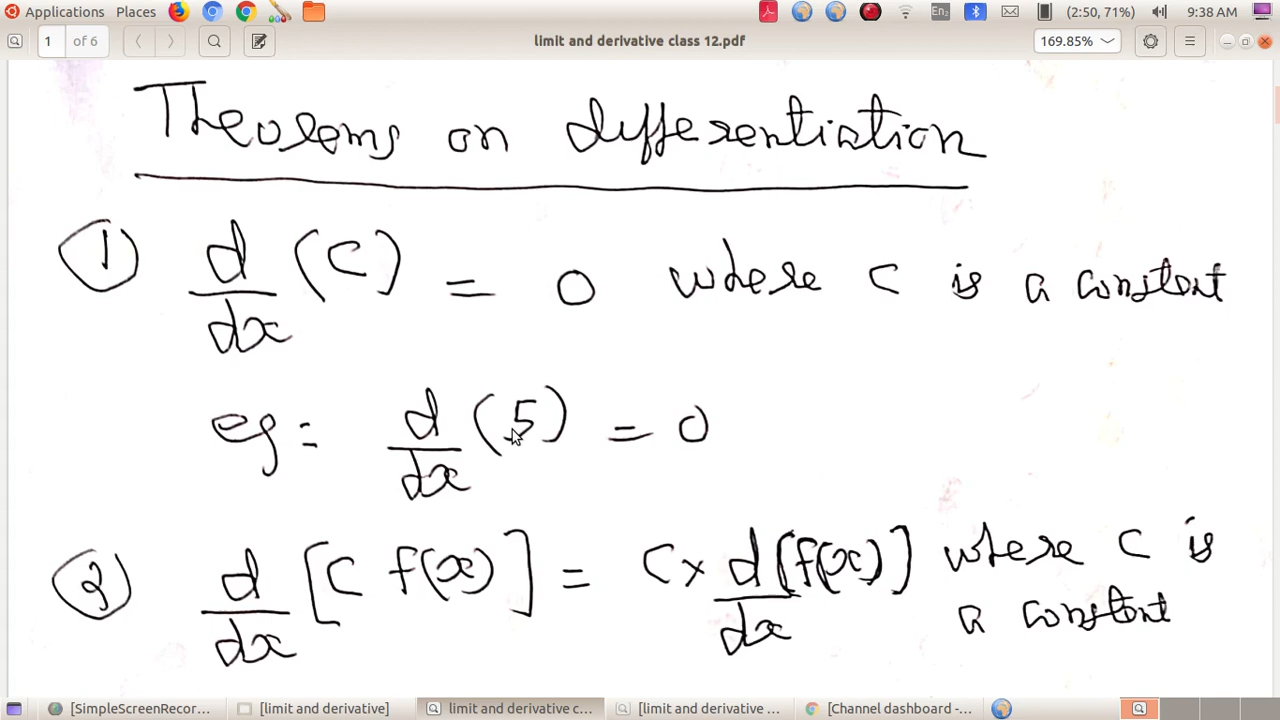 Applications Places En₂ (2:50, 71%) 9:38 AM
1 of 6 limit and derivative class 12.pdf 169.85%
Theorems on differentiation
① d/dx (c) = 0 where c is a constant
eg: d/dx (5) = 0
② d/dx [c f(x)] = c × d/dx [f(x)] where c is
a constant
[SimpleScreenRecor... [limit and derivative] limit and derivative c... [limit and derivative ... [Channel dashboard -...